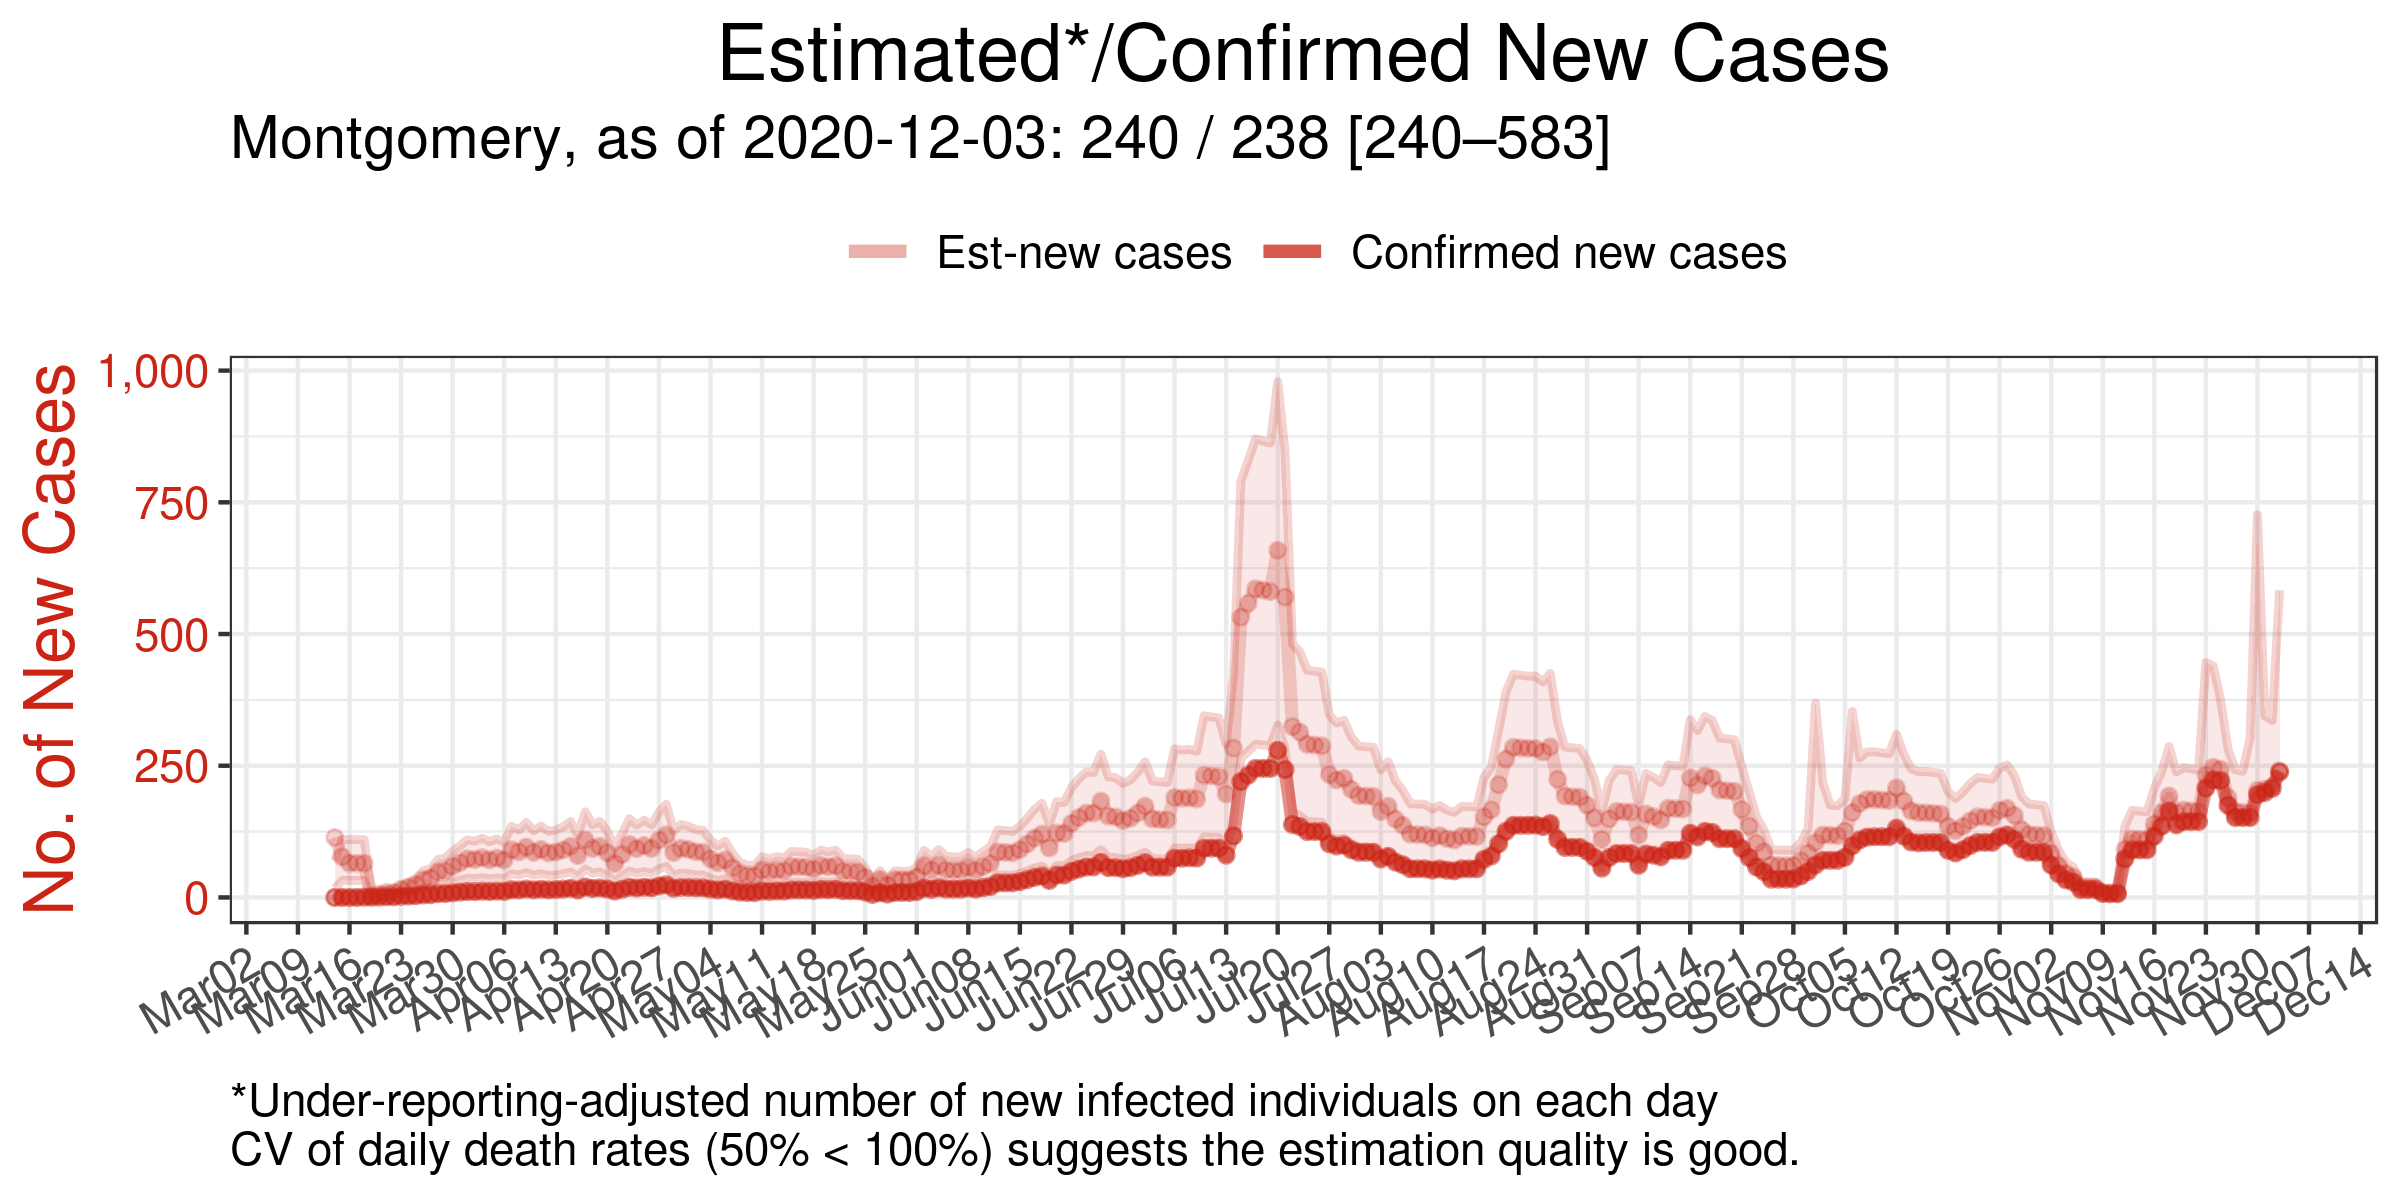 Estimated*/Confirmed New Cases
Montgomery, as of 2020-12-03: 240 / 238 [240–583]
Est-new cases Confirmed new cases
No. of New Cases
1,000
750
500
250
0
Mar02 Mar09 Mar16 Mar23 Mar30 Apr06 Apr13 Apr20 Apr27 May04 May11 May18 May25 Jun01 Jun08 Jun15 Jun22 Jun29 Jul06 Jul13 Jul20 Jul27 Aug03 Aug10 Aug17 Aug24 Aug31 Sep07 Sep14 Sep21 Sep28 Oct05 Oct12 Oct19 Oct26 Nov02 Nov09 Nov16 Nov23 Nov30 Dec07 Dec14
*Under-reporting-adjusted number of new infected individuals on each day
CV of daily death rates (50% < 100%) suggests the estimation quality is good.